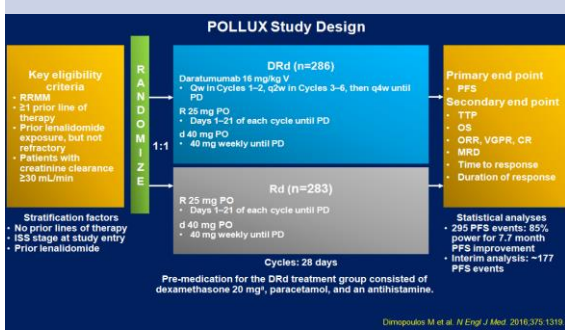 POLLUX Study Design
Key eligibility
criteria
• RRMM
• ≥1 prior line of
therapy
• Prior lenalidomide
exposure, but not
refractory
• Patients with
creatinine clearance
≥30 mL/min
Stratification factors
• No prior lines of therapy
• ISS stage at study entry
• Prior lenalidomide
RANDOMIZE
1:1
DRd (n=286)
Daratumumab 16 mg/kg V
• Qw in Cycles 1–2, q2w in Cycles 3–6, then q4w until
PD
R 25 mg PO
• Days 1–21 of each cycle until PD
d 40 mg PO
• 40 mg weekly until PD
Rd (n=283)
R 25 mg PO
• Days 1–21 of each cycle until PD
d 40 mg PO
• 40 mg weekly until PD
Cycles: 28 days
Pre-medication for the DRd treatment group consisted of
dexamethasone 20 mgª, paracetamol, and an antihistamine.
Primary end point
• PFS
Secondary end point
• TTP
• OS
• ORR, VGPR, CR
• MRD
• Time to response
• Duration of response
Statistical analyses
• 295 PFS events: 85%
power for 7.7 month
PFS improvement
• Interim analysis: ~177
PFS events
Dimopoulos M et al. N Engl J Med. 2016;375:1319.